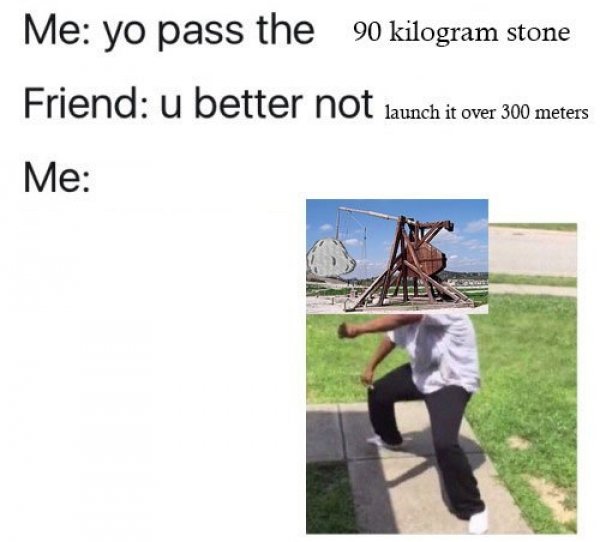 Me: yo pass the 90 kilogram stone
Friend: u better not launch it over 300 meters
Me: